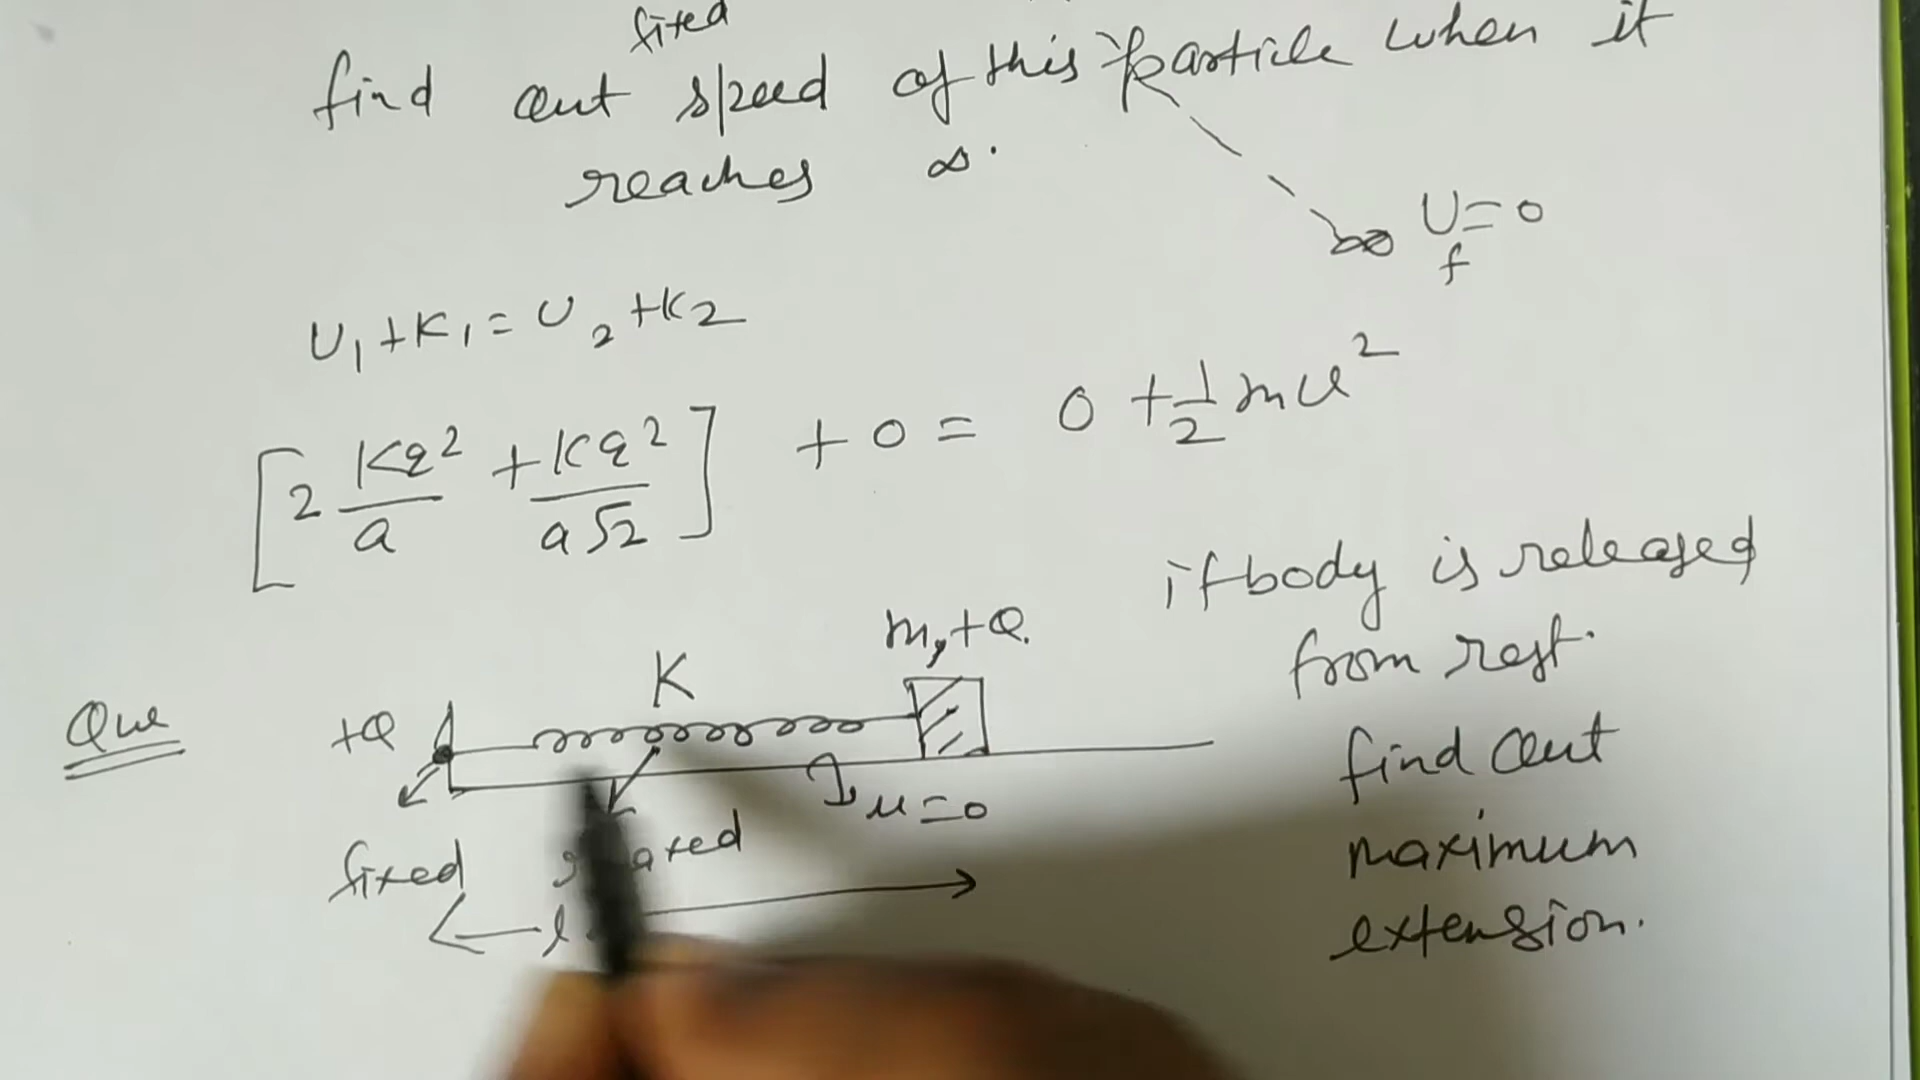 fixed
find out speed of this particle when it
reaches ∞.
∞ U_f=0
U₁+K₁=U₂+K₂
[2 Kq²/a + Kq²/a√2] + 0 = 0 + 1/2 mu²
if body is released
from rest.
m,+Q.
K
Que
+Q
find out
μ=0
maximum
fixed
extension.
l